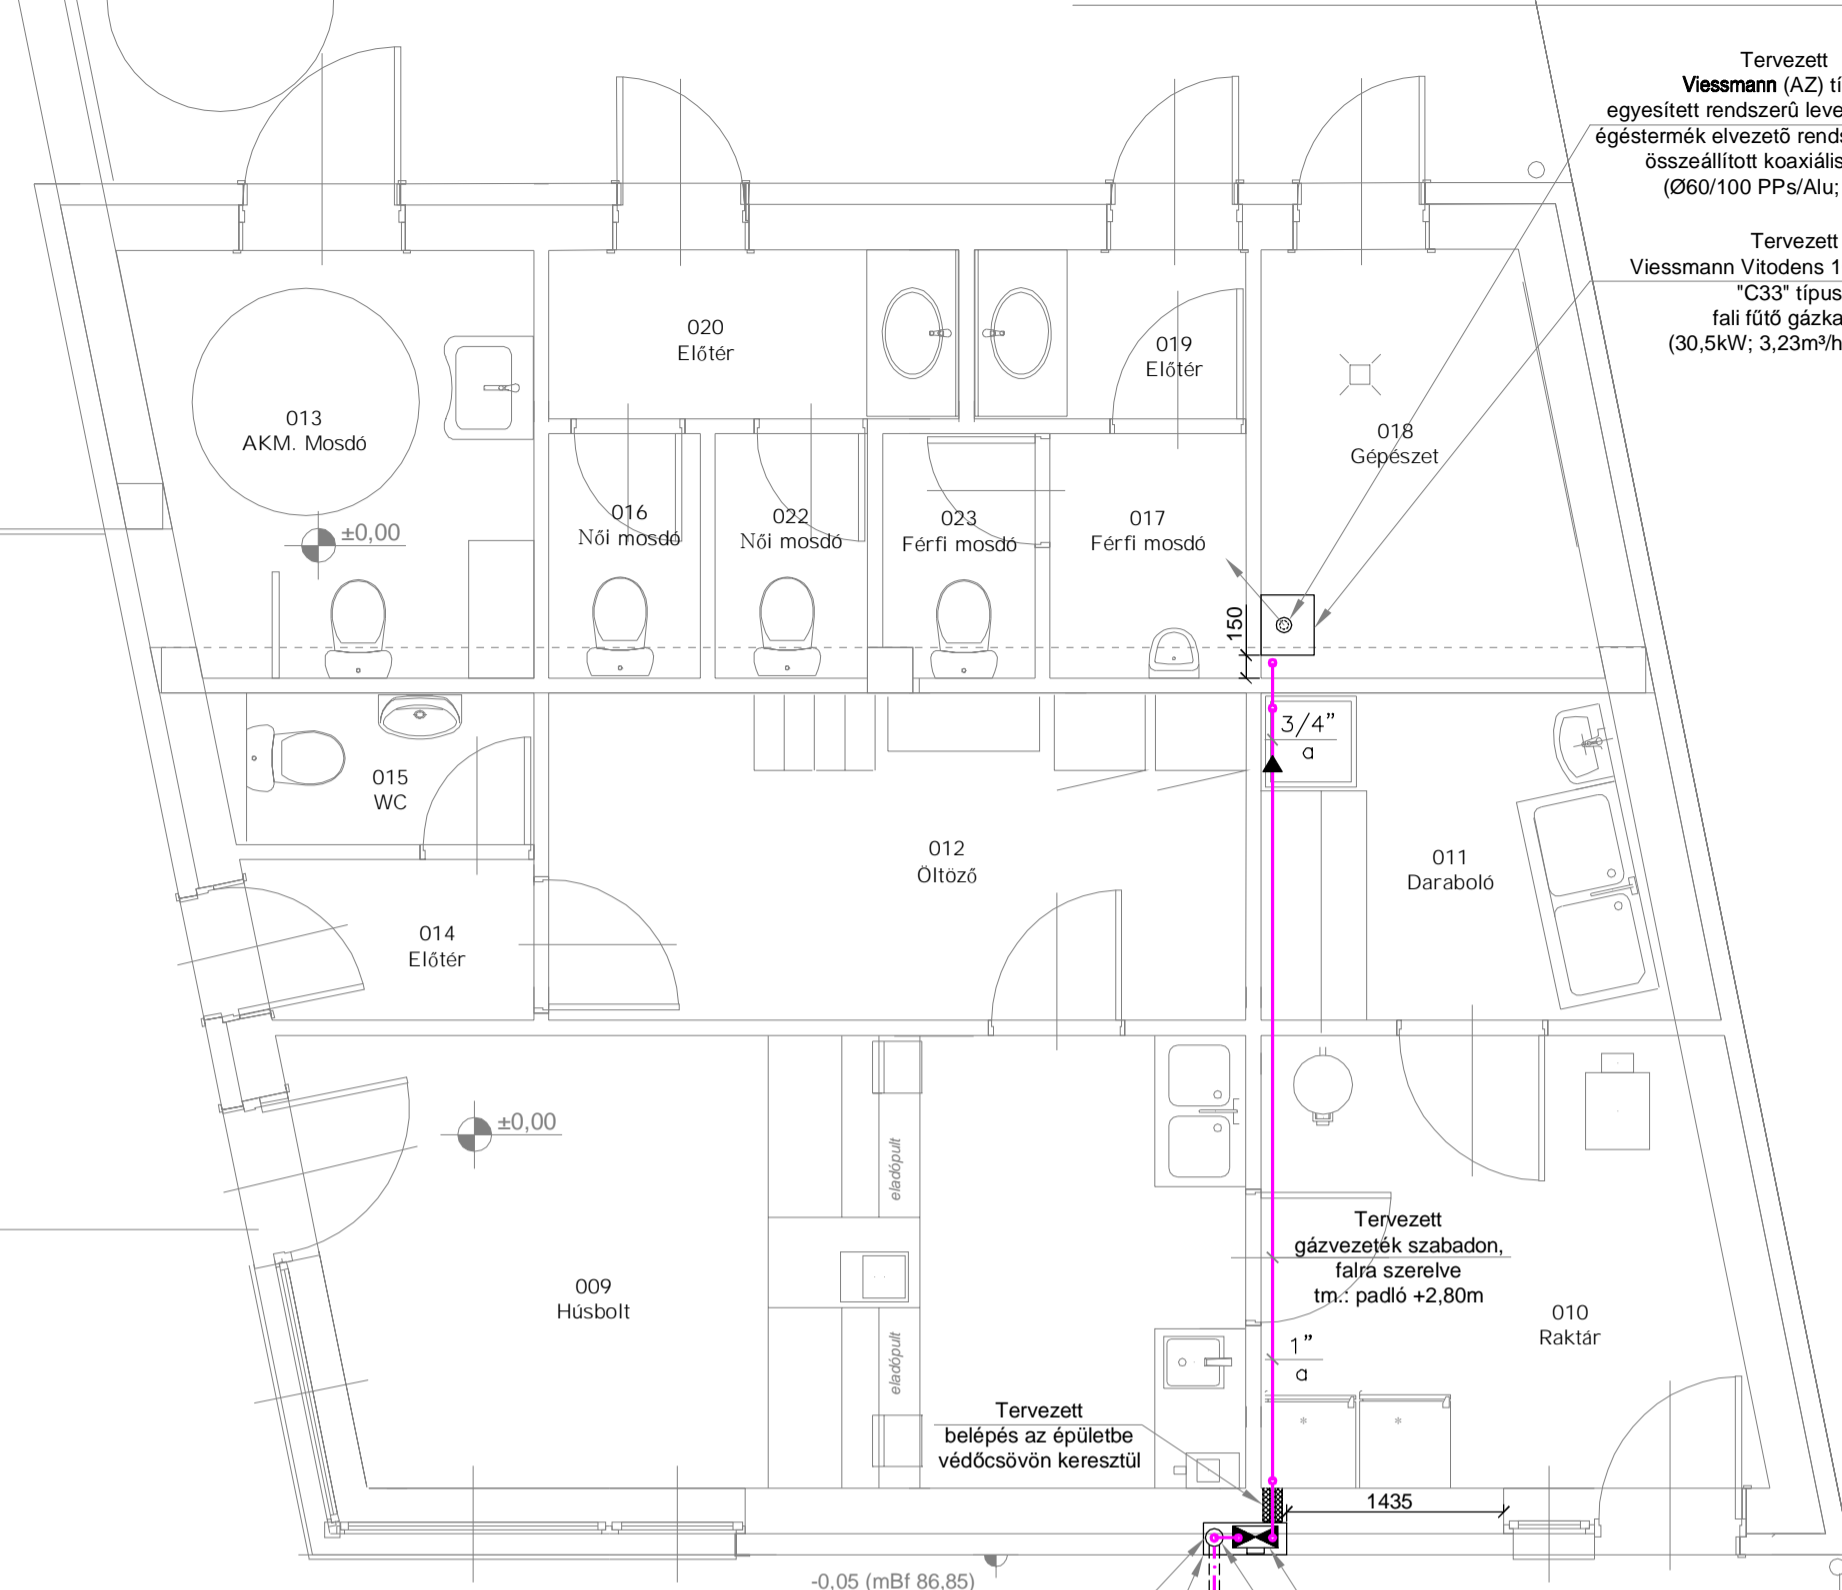 Tervezett
Viessmann (AZ) tí
egyesített rendszerû leve
égéstermék elvezetõ rends
összeállított koaxiális
(Ø60/100 PPs/Alu;
Tervezett
Viessmann Vitodens 1
"C33" típus
fali fűtő gázka
(30,5kW; 3,23m³/h
020
Előtér
019
Előtér
013
AKM. Mosdó
018
Gépészet
±0,00
016
Női mosdó
022
Női mosdó
023
Férfi mosdó
017
Férfi mosdó
150
3/4”
a
015
WC
012
Öltöző
011
Daraboló
014
Előtér
±0,00
eladópult
Tervezett
gázvezeték szabadon,
falra szerelve
tm.: padló +2,80m
009
Húsbolt
010
Raktár
1”
a
eladópult
Tervezett
belépés az épületbe
védőcsövön keresztül
1435
-0,05 (mBf 86,85)